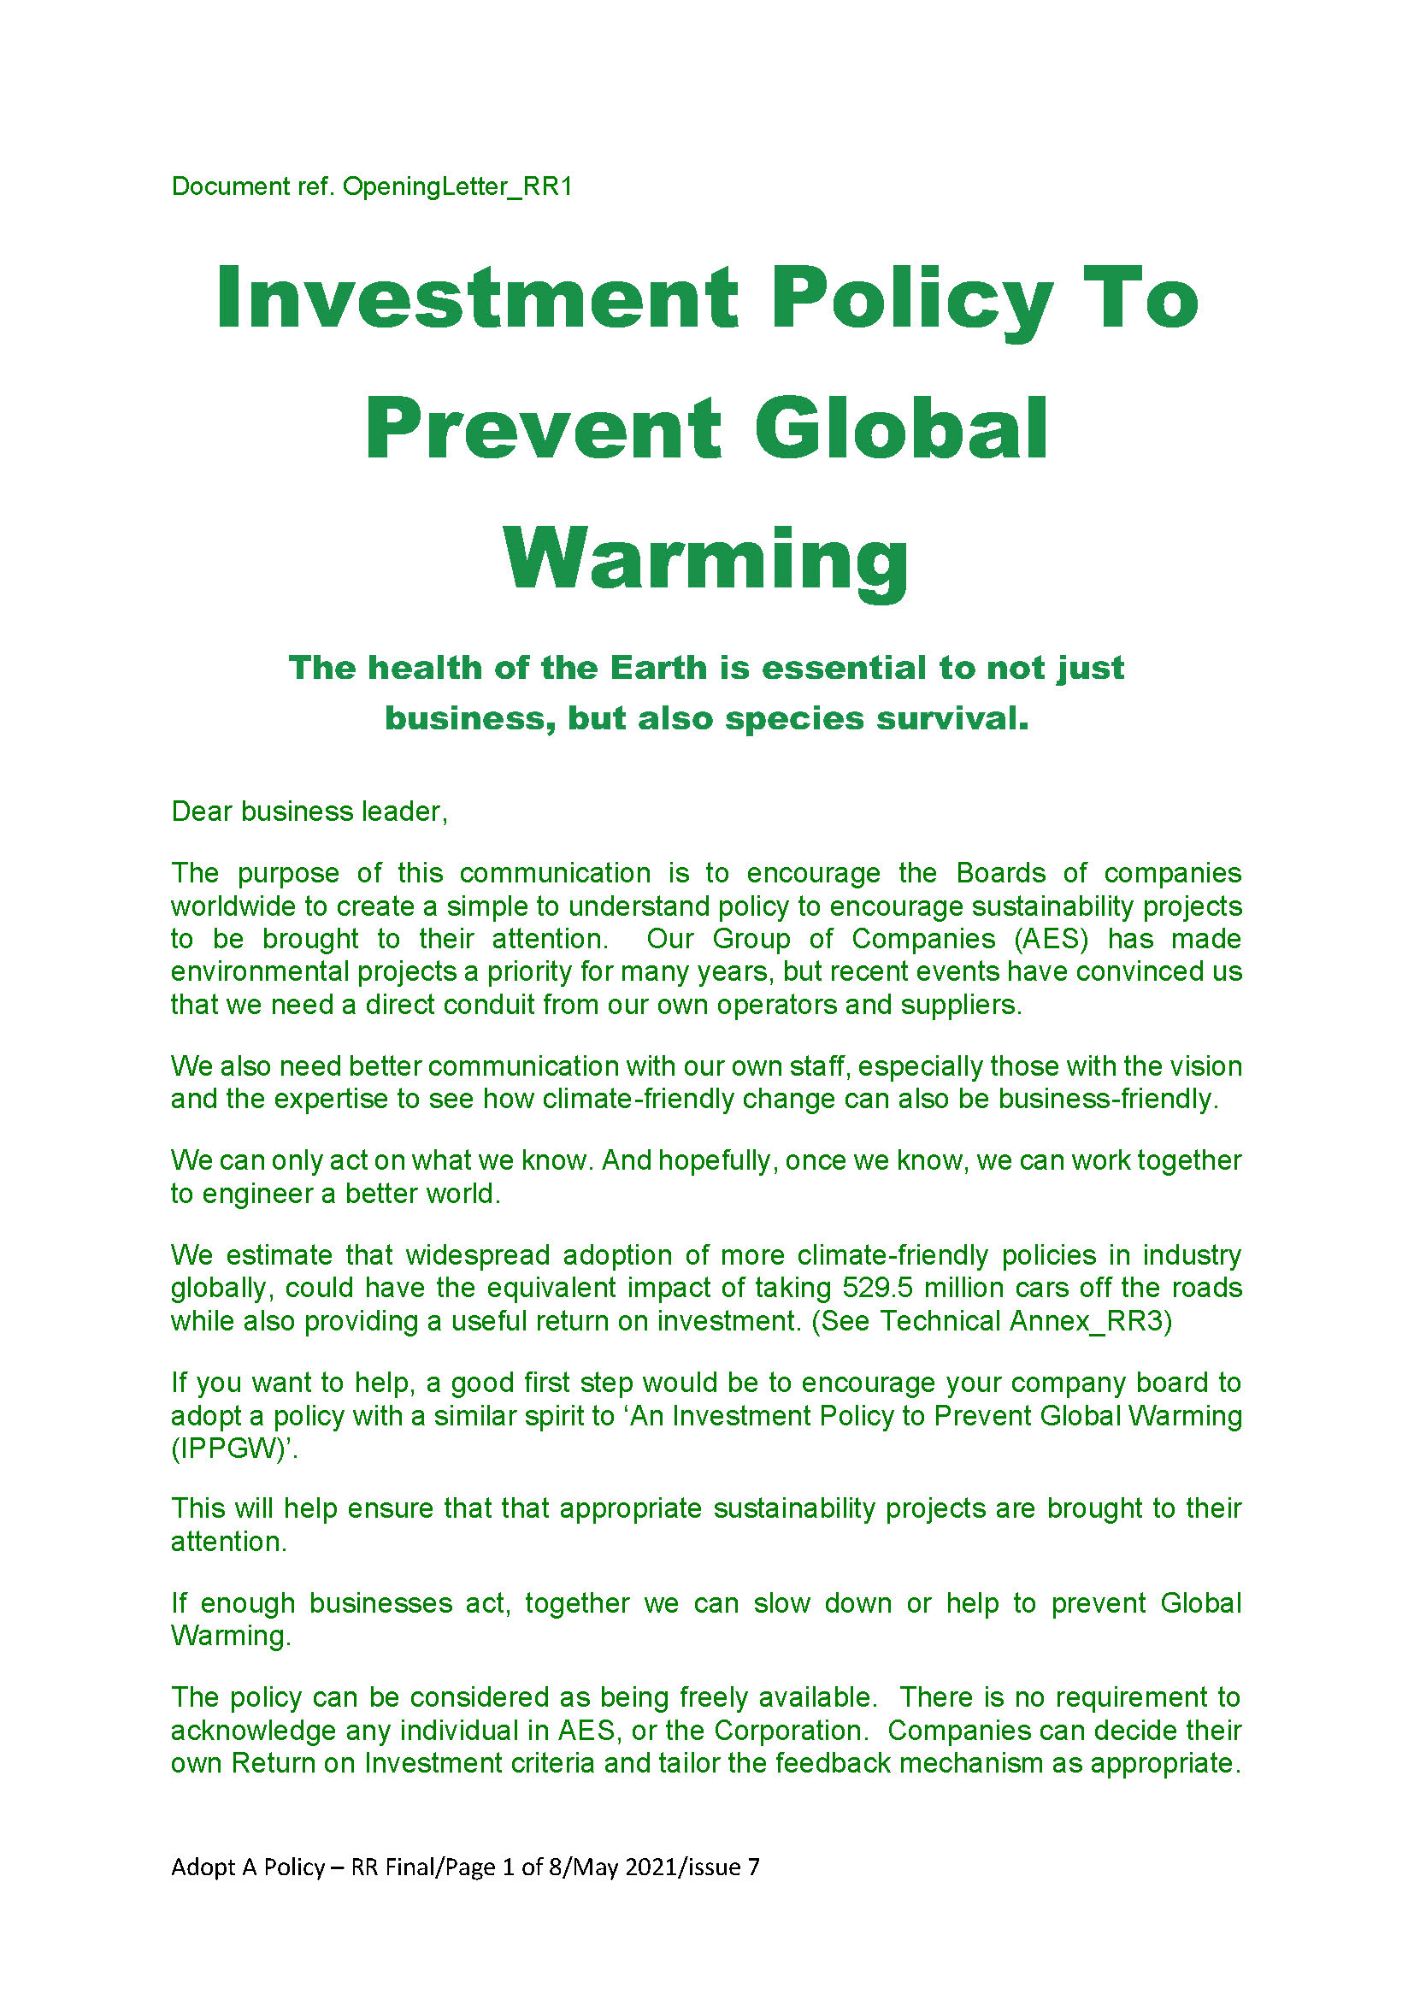 Document ref. OpeningLetter_RR1
Investment Policy To
Prevent Global
Warming
The health of the Earth is essential to not just
business, but also species survival.
Dear business leader,
The purpose of this communication is to encourage the Boards of companies
worldwide to create a simple to understand policy to encourage sustainability projects
to be brought to their attention.  Our Group of Companies (AES) has made
environmental projects a priority for many years, but recent events have convinced us
that we need a direct conduit from our own operators and suppliers.
We also need better communication with our own staff, especially those with the vision
and the expertise to see how climate-friendly change can also be business-friendly.
We can only act on what we know. And hopefully, once we know, we can work together
to engineer a better world.
We estimate that widespread adoption of more climate-friendly policies in industry
globally, could have the equivalent impact of taking 529.5 million cars off the roads
while also providing a useful return on investment. (See Technical Annex_RR3)
If you want to help, a good first step would be to encourage your company board to
adopt a policy with a similar spirit to ‘An Investment Policy to Prevent Global Warming
(IPPGW)’.
This will help ensure that that appropriate sustainability projects are brought to their
attention.
If enough businesses act, together we can slow down or help to prevent Global
Warming.
The policy can be considered as being freely available.  There is no requirement to
acknowledge any individual in AES, or the Corporation.  Companies can decide their
own Return on Investment criteria and tailor the feedback mechanism as appropriate.
Adopt A Policy – RR Final/Page 1 of 8/May 2021/issue 7